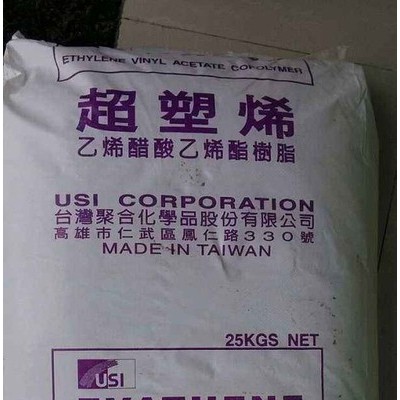 ETHYLENE VINYL ACETATE COPOLYMER
超塑烯
乙烯醋酸乙烯酯樹脂
USI CORPORATION
台灣聚合化學品股份有限公司
高雄市仁武區鳳仁路330號
MADE IN TAIWAN
25KGS NET
USI
EVATHENE